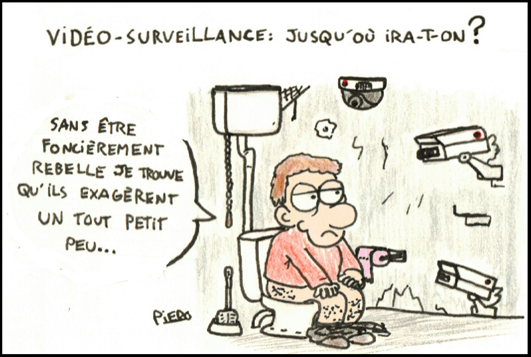 VIDÉO-SURVEILLANCE: JUSQU'OÙ IRA-T-ON?
SANS ÊTRE
FONCIÈREMENT
REBELLE JE TROUVE
QU'ILS EXAGÈRENT
UN TOUT PETIT
PEU...